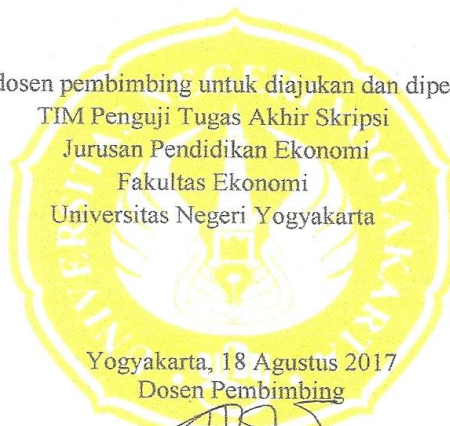 dosen pembimbing untuk diajukan dan dipe
TIM Penguji Tugas Akhir Skripsi
Jurusan Pendidikan Ekonomi
Fakultas Ekonomi
Universitas Negeri Yogyakarta
Yogyakarta, 18 Agustus 2017
Dosen Pembimbing